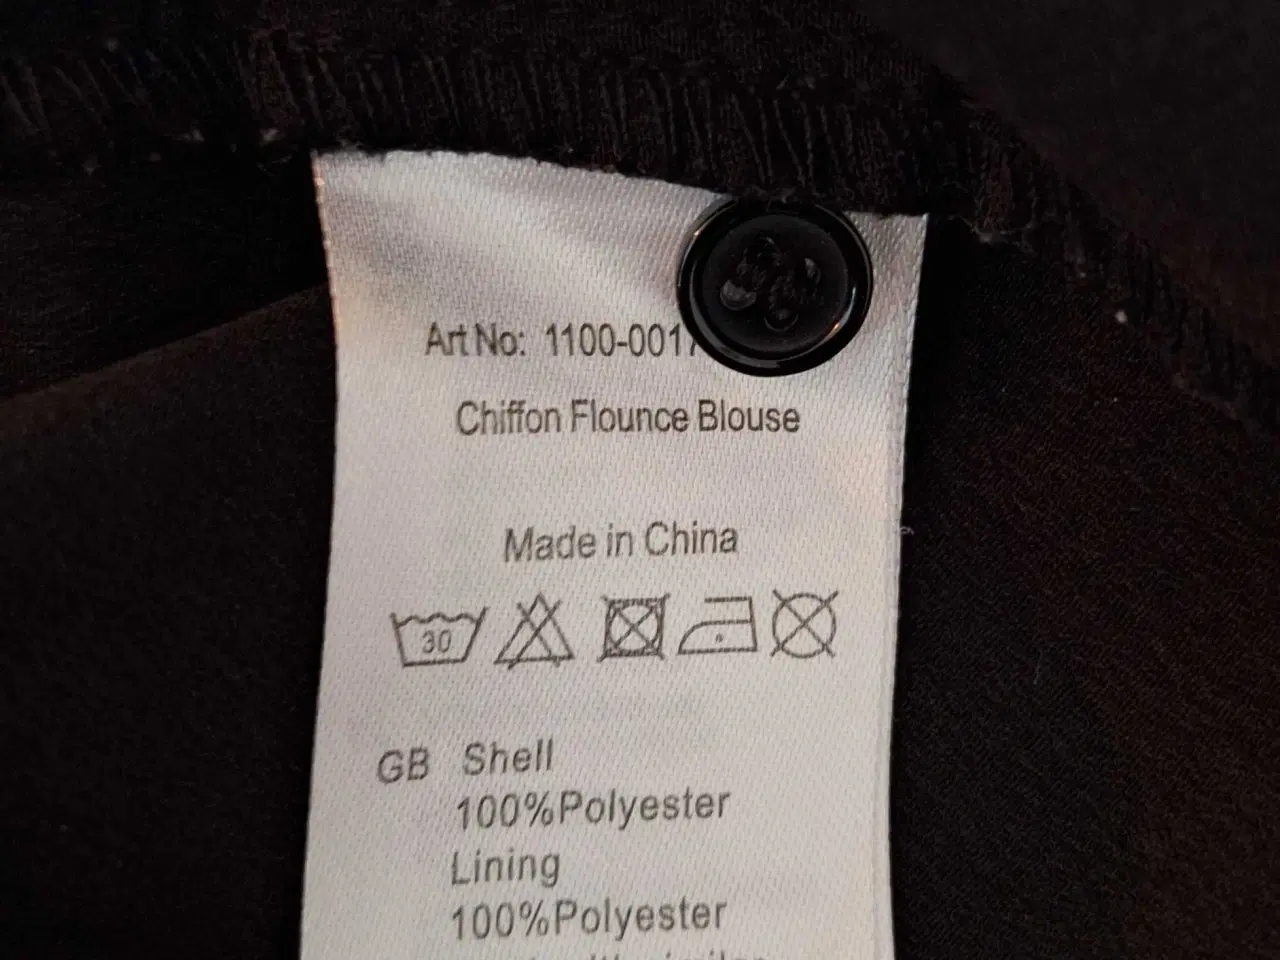 Art No: 1100-001
Chiffon Flounce Blouse
Made in China
30
GB Shell
100%Polyester
Lining
100%Polyester